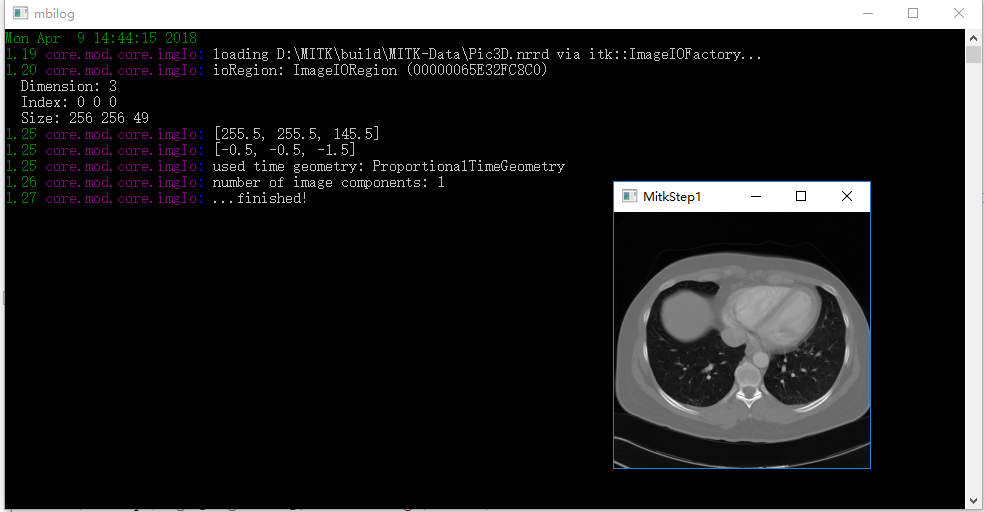 mbilog
Mon Apr  9 14:44:15 2018
1.19 core.mod.core.imgIo: loading D:\MITK\build\MITK-Data\Pic3D.nrrd via itk::ImageIOFactory...
1.20 core.mod.core.imgIo: ioRegion: ImageIORegion (00000065E32FC8C0)
  Dimension: 3
  Index: 0 0 0
  Size: 256 256 49
1.25 core.mod.core.imgIo: [255.5, 255.5, 145.5]
1.25 core.mod.core.imgIo: [-0.5, -0.5, -1.5]
1.25 core.mod.core.imgIo: used time geometry: ProportionalTimeGeometry
1.26 core.mod.core.imgIo: number of image components: 1
1.27 core.mod.core.imgIo: ...finished!
MitkStep1